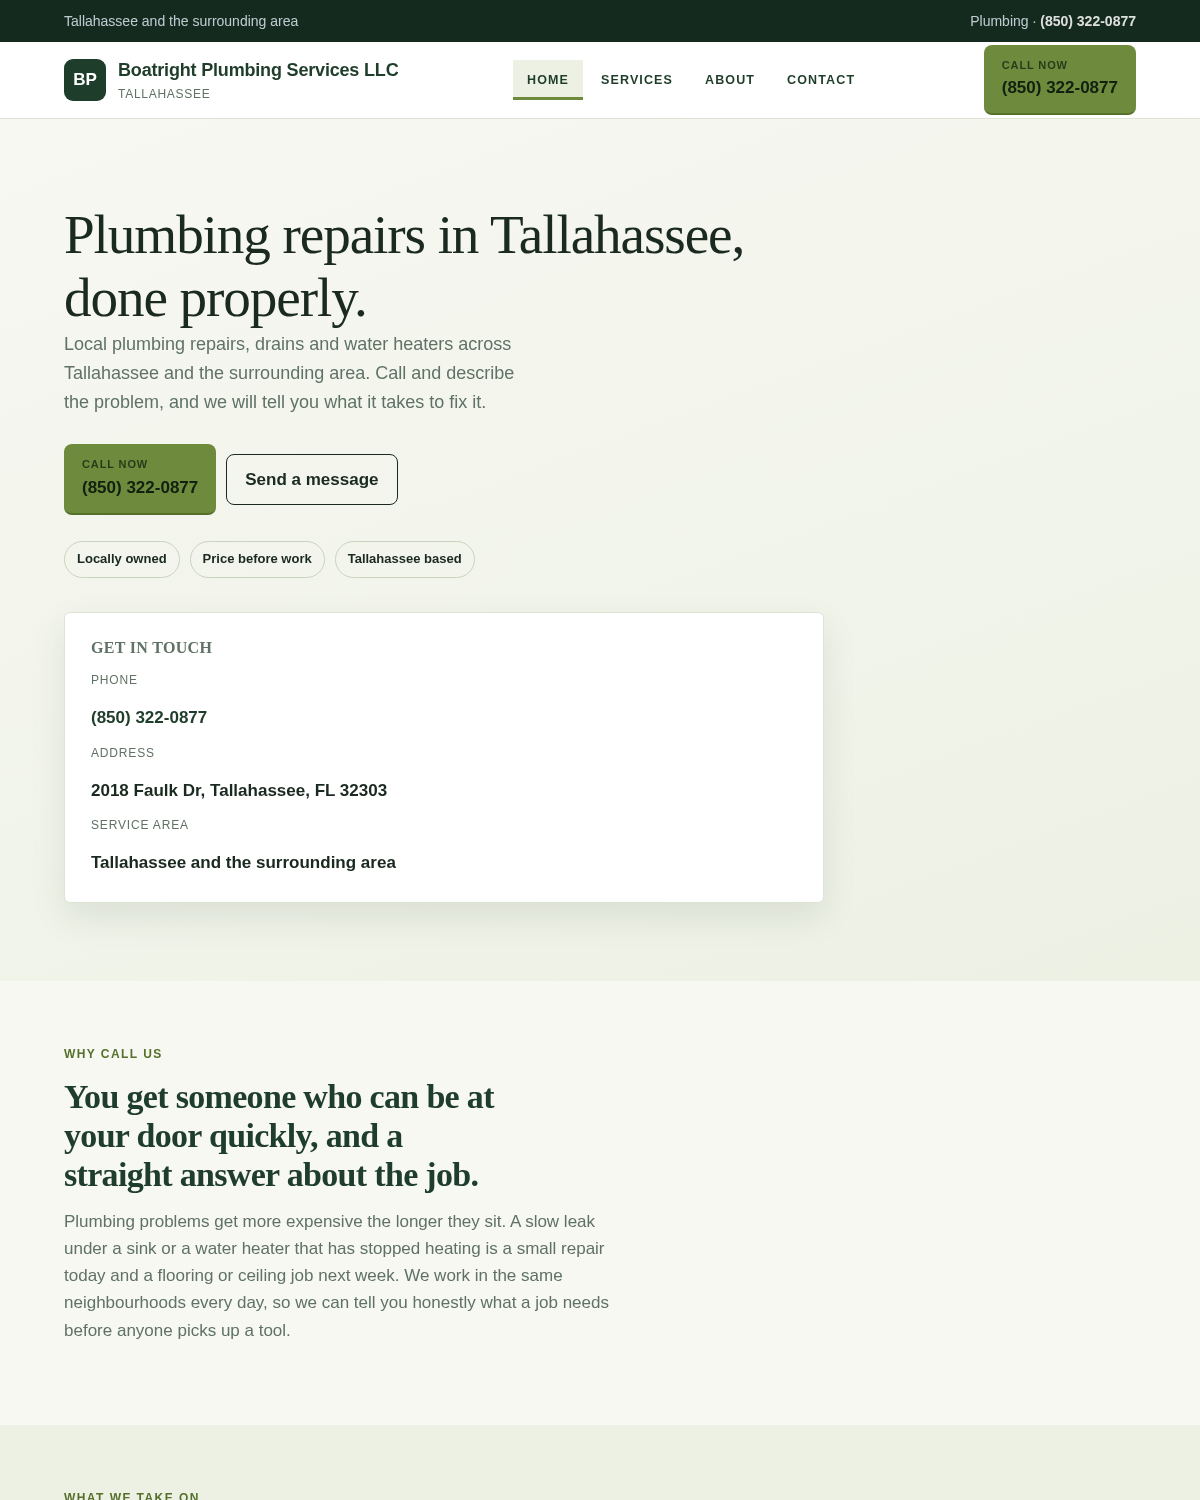 Tallahassee and the surrounding area
Plumbing · (850) 322-0877
BP
Boatright Plumbing Services LLC
TALLAHASSEE
HOME
SERVICES
ABOUT
CONTACT
CALL NOW
(850) 322-0877
Plumbing repairs in Tallahassee,
done properly.
Local plumbing repairs, drains and water heaters across
Tallahassee and the surrounding area. Call and describe
the problem, and we will tell you what it takes to fix it.
CALL NOW
(850) 322-0877
Send a message
Locally owned
Price before work
Tallahassee based
GET IN TOUCH
PHONE
(850) 322-0877
ADDRESS
2018 Faulk Dr, Tallahassee, FL 32303
SERVICE AREA
Tallahassee and the surrounding area
WHY CALL US
You get someone who can be at
your door quickly, and a
straight answer about the job.
Plumbing problems get more expensive the longer they sit. A slow leak
under a sink or a water heater that has stopped heating is a small repair
today and a flooring or ceiling job next week. We work in the same
neighbourhoods every day, so we can tell you honestly what a job needs
before anyone picks up a tool.
WHAT WE TAKE ON